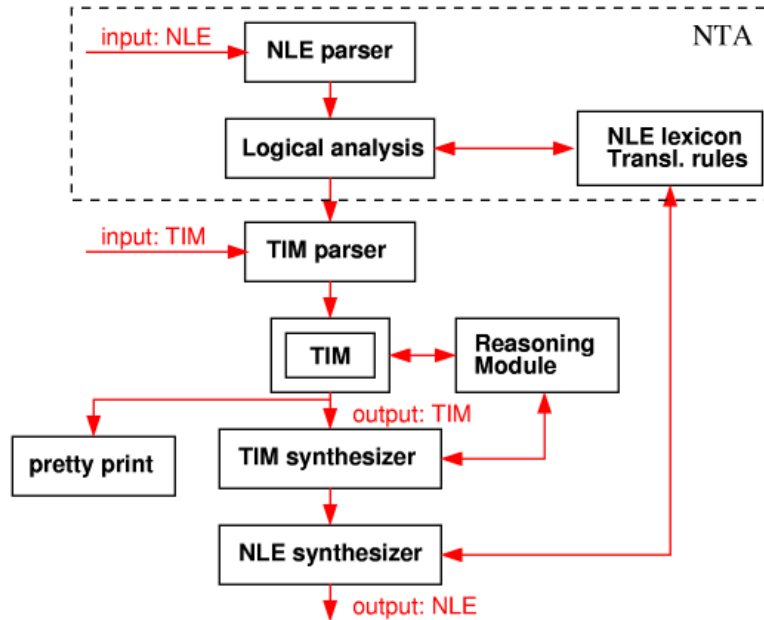 input: NLE
NLE parser
NTA
Logical analysis
NLE lexicon
Transl. rules
input: TIM
TIM parser
TIM
Reasoning
Module
output: TIM
pretty print
TIM synthesizer
NLE synthesizer
output: NLE